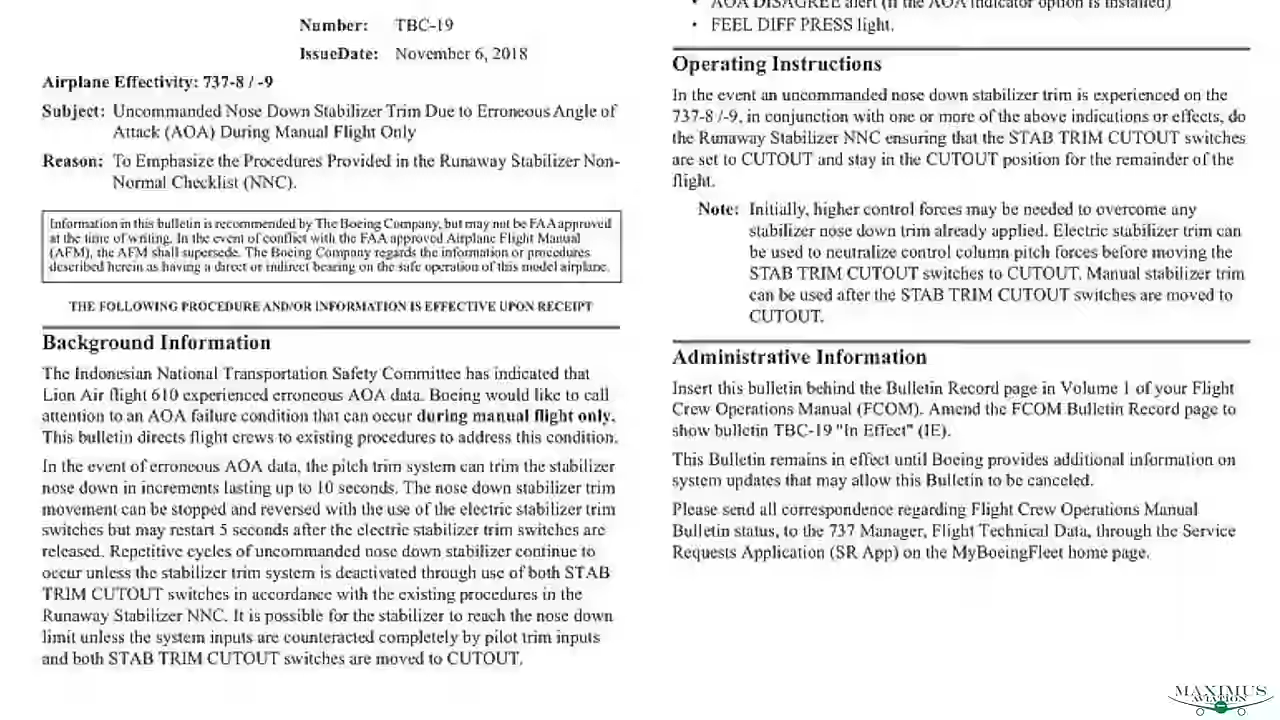 Number: TBC-19
IssueDate: November 6, 2018
Airplane Effectivity: 737-8 / -9
Subject: Uncommanded Nose Down Stabilizer Trim Due to Erroneous Angle of
Attack (AOA) During Manual Flight Only
Reason: To Emphasize the Procedures Provided in the Runaway Stabilizer Non-
Normal Checklist (NNC).
Information in this bulletin is recommended by The Boeing Company, but may not be FAA approved
at the time of writing. In the event of conflict with the FAA approved Airplane Flight Manual
(AFM), the AFM shall supersede. The Boeing Company regards the information or procedures
described herein as having a direct or indirect bearing on the safe operation of this model airplane.
THE FOLLOWING PROCEDURE AND/OR INFORMATION IS EFFECTIVE UPON RECEIPT
Background Information
The Indonesian National Transportation Safety Committee has indicated that
Lion Air flight 610 experienced erroneous AOA data. Boeing would like to call
attention to an AOA failure condition that can occur during manual flight only.
This bulletin directs flight crews to existing procedures to address this condition.
In the event of erroneous AOA data, the pitch trim system can trim the stabilizer
nose down in increments lasting up to 10 seconds. The nose down stabilizer trim
movement can be stopped and reversed with the use of the electric stabilizer trim
switches but may restart 5 seconds after the electric stabilizer trim switches are
released. Repetitive cycles of uncommanded nose down stabilizer continue to
occur unless the stabilizer trim system is deactivated through use of both STAB
TRIM CUTOUT switches in accordance with the existing procedures in the
Runaway Stabilizer NNC. It is possible for the stabilizer to reach the nose down
limit unless the system inputs are counteracted completely by pilot trim inputs
and both STAB TRIM CUTOUT switches are moved to CUTOUT.
• AOA DISAGREE alert (if the AOA indicator option is installed)
• FEEL DIFF PRESS light.
Operating Instructions
In the event an uncommanded nose down stabilizer trim is experienced on the
737-8 /-9, in conjunction with one or more of the above indications or effects, do
the Runaway Stabilizer NNC ensuring that the STAB TRIM CUTOUT switches
are set to CUTOUT and stay in the CUTOUT position for the remainder of the
flight.
Note: Initially, higher control forces may be needed to overcome any
stabilizer nose down trim already applied. Electric stabilizer trim can
be used to neutralize control column pitch forces before moving the
STAB TRIM CUTOUT switches to CUTOUT. Manual stabilizer trim
can be used after the STAB TRIM CUTOUT switches are moved to
CUTOUT.
Administrative Information
Insert this bulletin behind the Bulletin Record page in Volume 1 of your Flight
Crew Operations Manual (FCOM). Amend the FCOM Bulletin Record page to
show bulletin TBC-19 "In Effect" (IE).
This Bulletin remains in effect until Boeing provides additional information on
system updates that may allow this Bulletin to be canceled.
Please send all correspondence regarding Flight Crew Operations Manual
Bulletin status, to the 737 Manager, Flight Technical Data, through the Service
Requests Application (SR App) on the MyBoeingFleet home page.
MAXIMUS
AVIATION